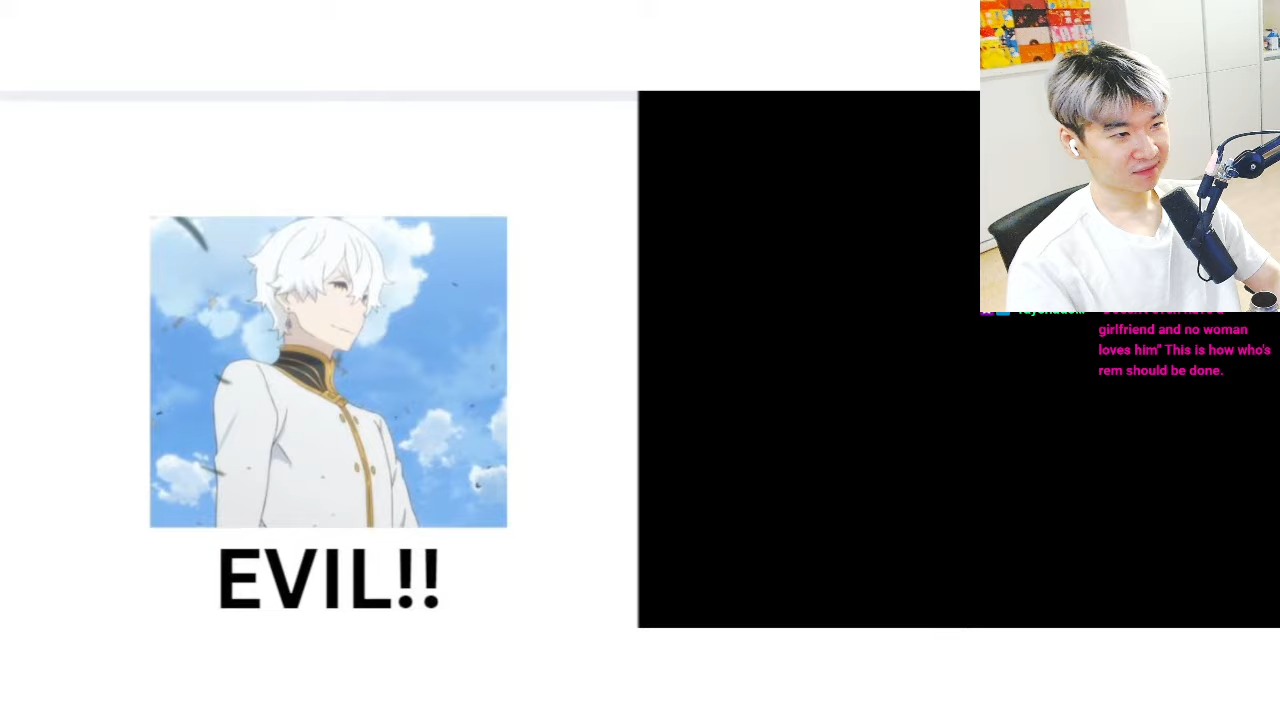 EVIL!!
girlfriend and no woman
loves him" This is how who's
rem should be done.